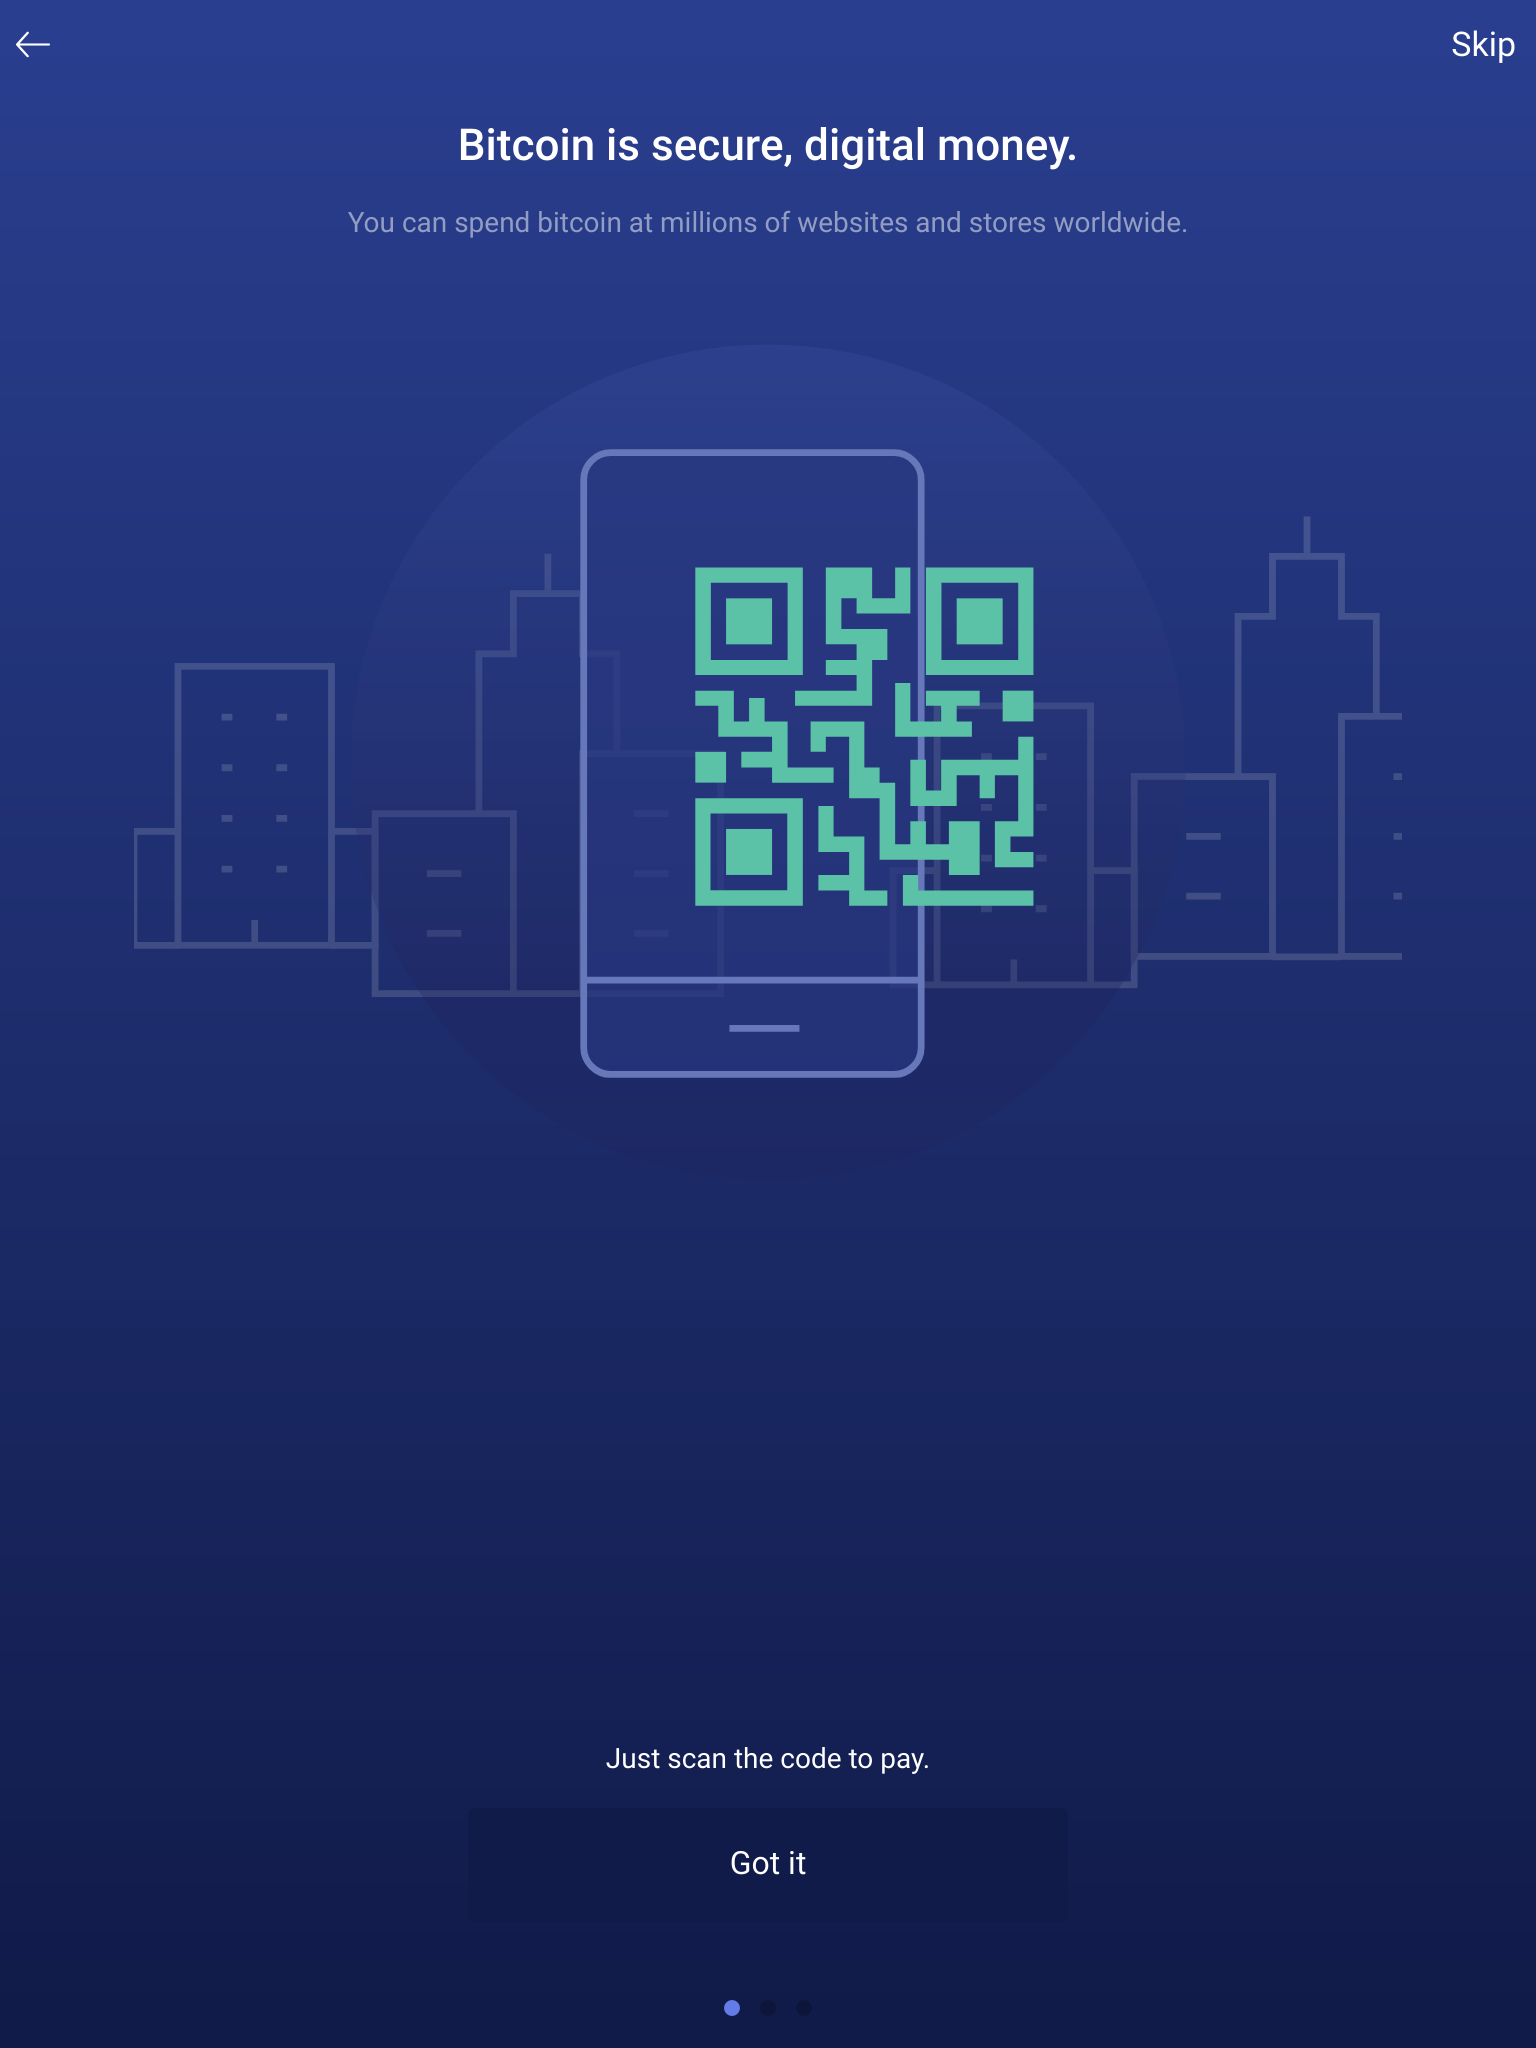 Skip
Bitcoin is secure, digital money.
You can spend bitcoin at millions of websites and stores worldwide.
Just scan the code to pay.
Got it